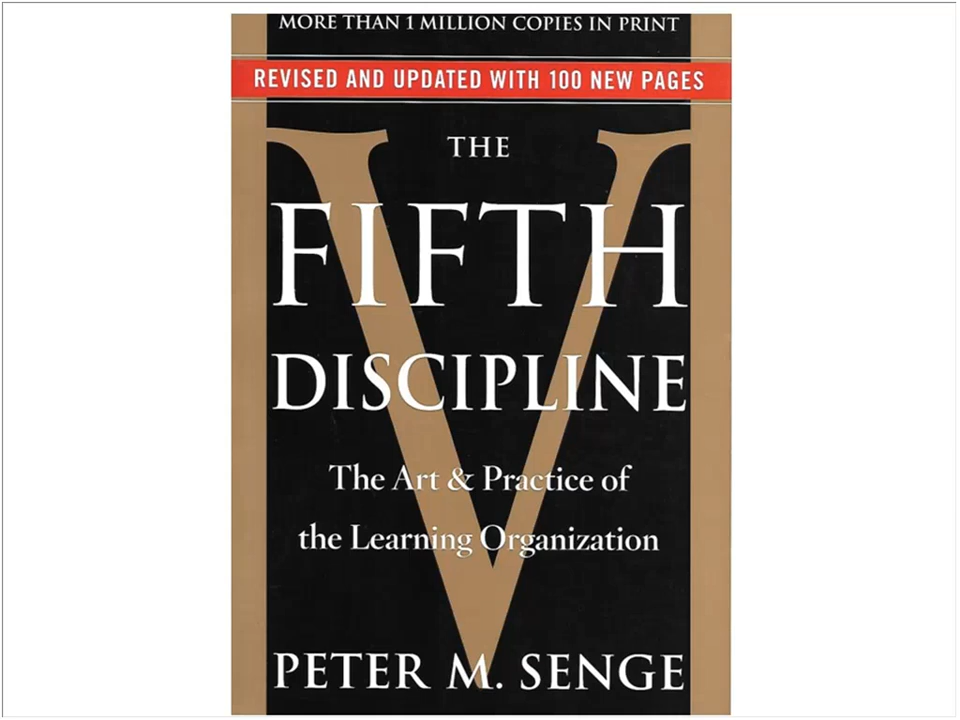 MORE THAN 1 MILLION COPIES IN PRINT
REVISED AND UPDATED WITH 100 NEW PAGES
THE
V
FIFTH
DISCIPLINE
The Art & Practice of
the Learning Organization
PETER M. SENGE